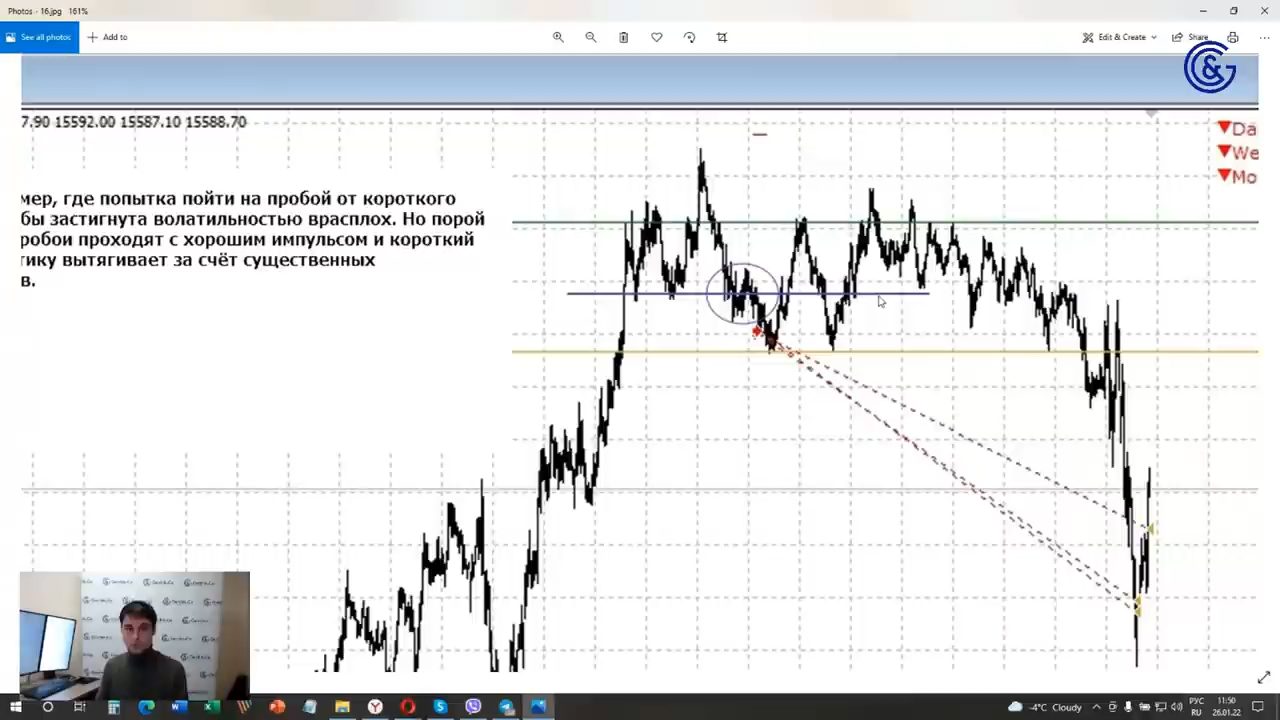 Photos - 16.jpg 161%
See all photos
Add to
Edit & Create
Share
&
7.90 15592.00 15587.10 15588.70
Da
We
Mo
мер, где попытка пойти на пробой от короткого
бы застигнута волатильностью врасплох. Но порой
робои проходят с хорошим импульсом и короткий
тику вытягивает за счёт существенных
в.
-4°C Cloudy
РУС
RU
11:50
26.01.22